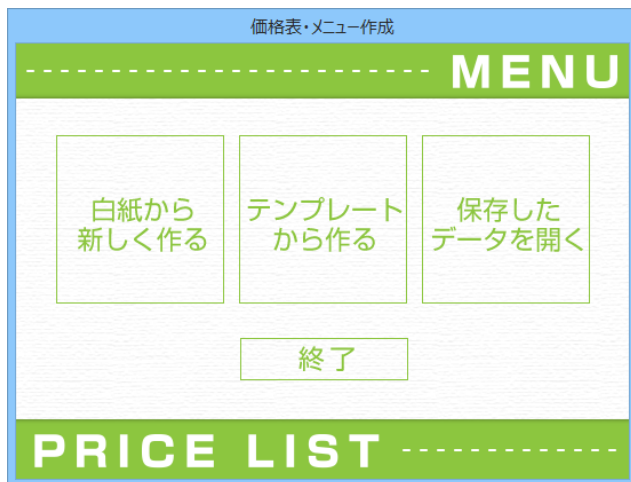 価格表・メニュー作成
MENU
白紙から
新しく作る
テンプレート
から作る
保存した
データを開く
終了
PRICE LIST